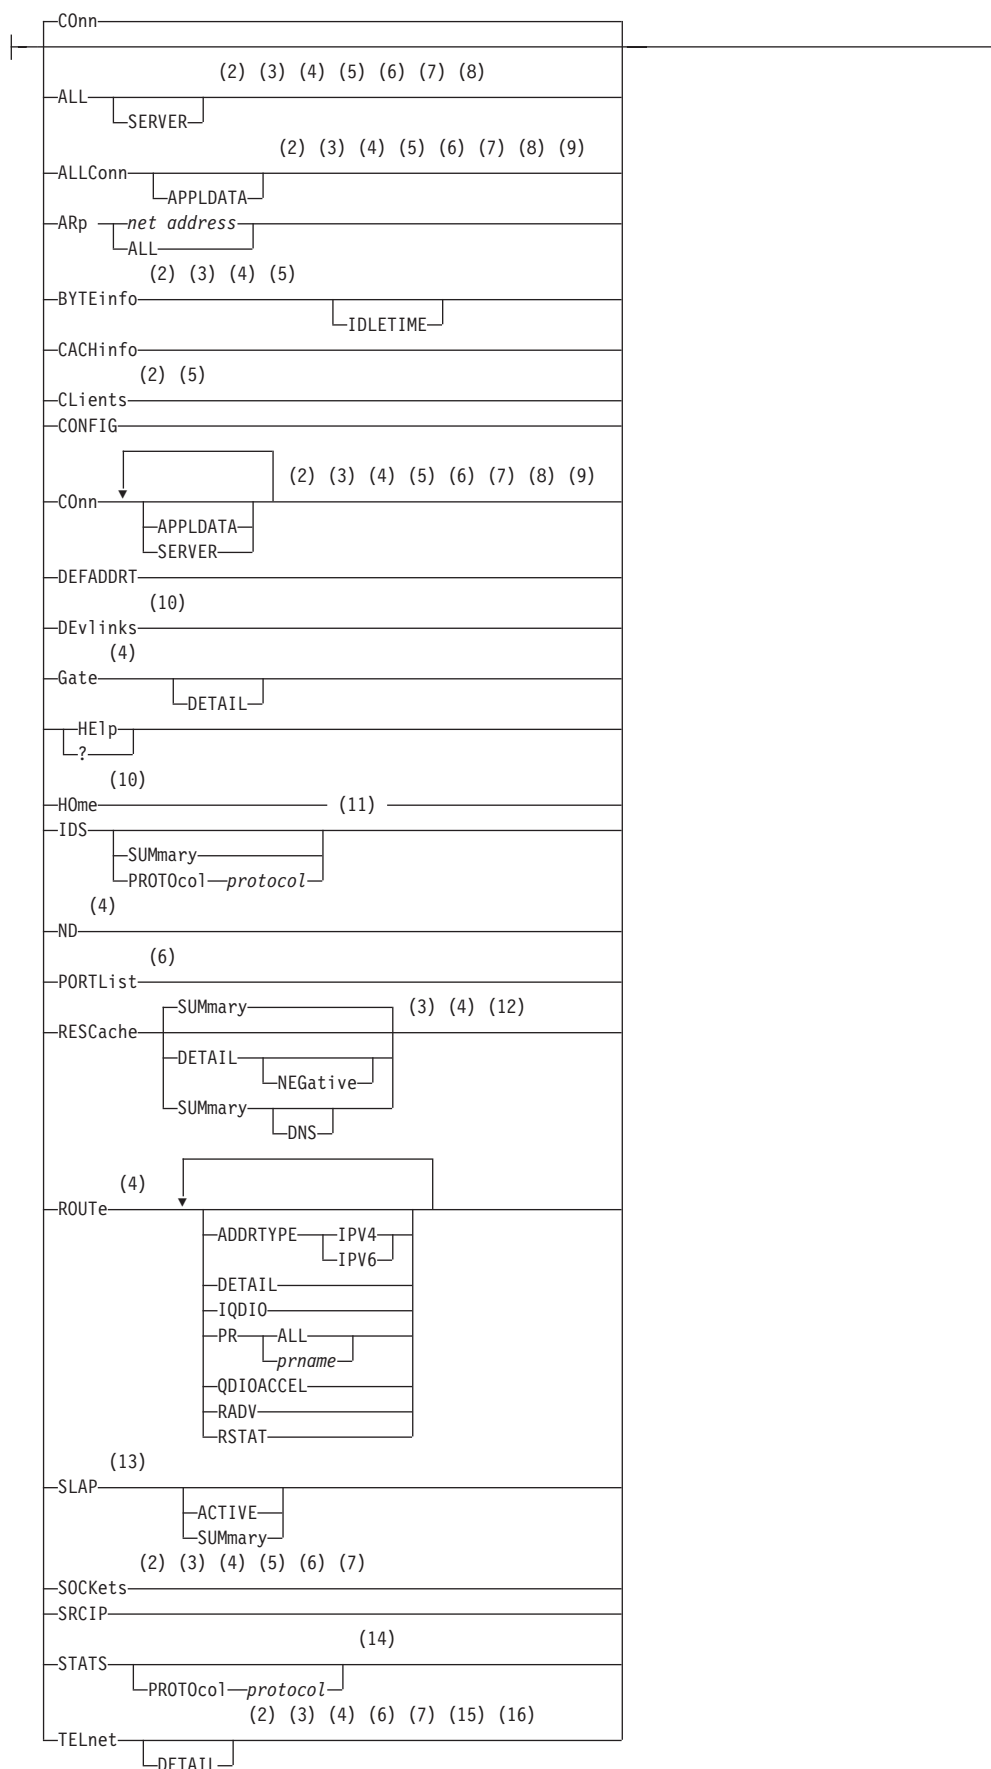 COnn
(2) (3) (4) (5) (6) (7) (8)
ALL
SERVER
(2) (3) (4) (5) (6) (7) (8) (9)
ALLConn
APPLDATA
ARp net address
ALL
(2) (3) (4) (5)
BYTEinfo
IDLETIME
CACHinfo
(2) (5)
CLients
CONFIG
(2) (3) (4) (5) (6) (7) (8) (9)
COnn
APPLDATA
SERVER
DEFADDRT
(10)
DEvlinks
(4)
Gate
DETAIL
HElp
?
(10)
HOme (11)
IDS
SUMmary
PROTOcol protocol
(4)
ND
(6)
PORTList
SUMmary (3) (4) (12)
RESCache
DETAIL
NEGative
SUMmary
DNS
(4)
ROUTe
ADDRTYPE IPV4
IPV6
DETAIL
IQDIO
PR ALL
prname
QDIOACCEL
RADV
RSTAT
(13)
SLAP
ACTIVE
SUMmary
(2) (3) (4) (5) (6) (7)
SOCKets
SRCIP
(14)
STATS
PROTOcol protocol
(2) (3) (4) (6) (7) (15) (16)
TELnet
DETAIL